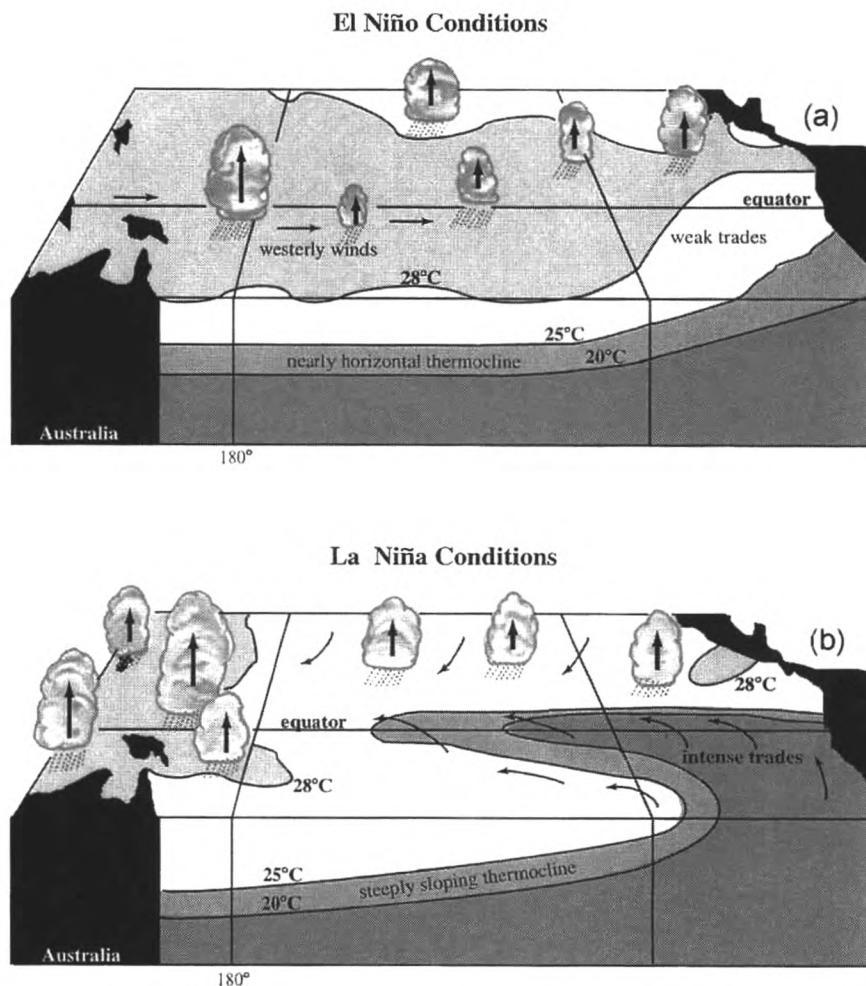 El Niño Conditions
(a)
equator
westerly winds
weak trades
28°C
25°C
nearly horizontal thermocline
20°C
Australia
180°
La Niña Conditions
(b)
28°C
equator
intense trades
28°C
25°C
steeply sloping thermocline
20°C
Australia
180°